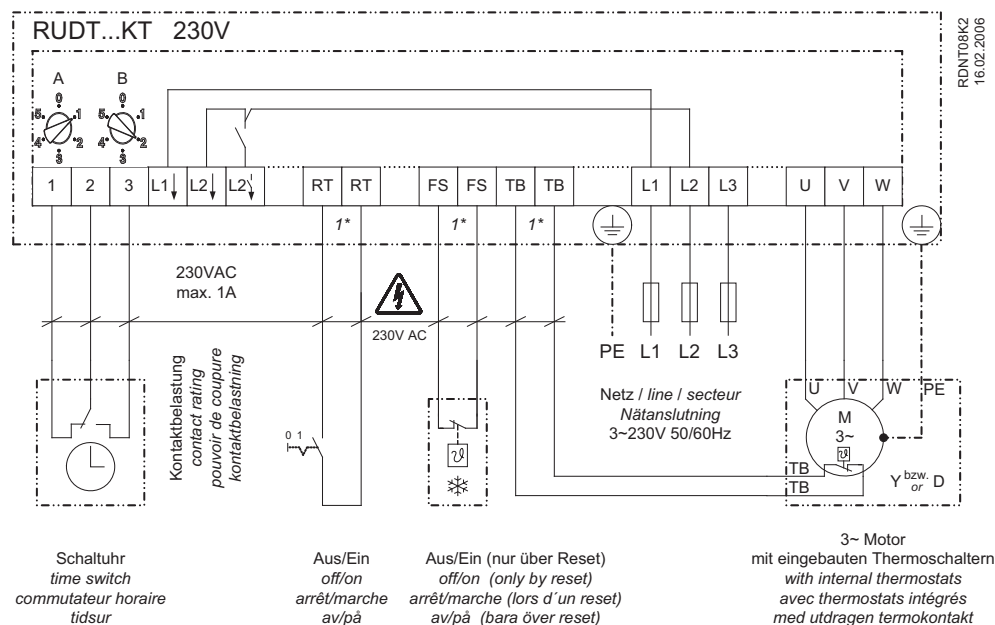 RUDT...KT 230V
RDNT08K2
16.02.2006
A B
0 0
5 .1 5 .1
4 2 4 2
3 3
1 2 3 L1 L2 L2 RT RT FS FS TB TB L1 L2 L3 U V W
1* 1* 1*
230VAC
max. 1A
230V AC
PE L1 L2 L3
Kontaktbelastung
contact rating
pouvoir de coupure
kontaktbelastning
Netz / line / secteur
Nätanslutning
3~230V 50/60Hz
U V W PE
M
3~
ϑ
0 1
ϑ
TB
TB
Y bzw. or D
Schaltuhr
time switch
commutateur horaire
tidsur
Aus/Ein
off/on
arrêt/marche
av/på
Aus/Ein (nur über Reset)
off/on (only by reset)
arrêt/marche (lors d´un reset)
av/på (bara över reset)
3~ Motor
mit eingebauten Thermoschaltern
with internal thermostats
avec thermostats intégrés
med utdragen termokontakt